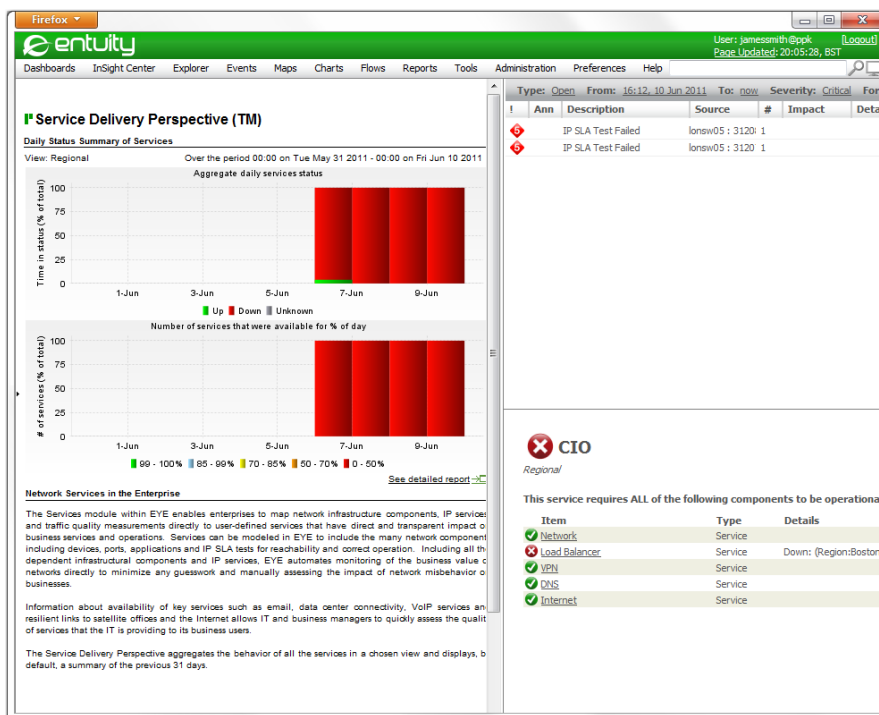 Firefox
entuity
User: jamessmith@ppk [Logout]
Page Updated: 20:05:28, BST
Dashboards InSight Center Explorer Events Maps Charts Flows Reports Tools Administration Preferences Help
Service Delivery Perspective (TM)
Daily Status Summary of Services
View: Regional Over the period 00:00 on Tue May 31 2011 - 00:00 on Fri Jun 10 2011
Aggregate daily services status
Time in status (% of total)
100
75
50
25
0
1-Jun 3-Jun 5-Jun 7-Jun 9-Jun
Up Down Unknown
Number of services that were available for % of day
# of services (% of total)
100
75
50
25
0
1-Jun 3-Jun 5-Jun 7-Jun 9-Jun
99 - 100% 85 - 99% 70 - 85% 50 - 70% 0 - 50%
See detailed report
Network Services in the Enterprise
The Services module within EYE enables enterprises to map network infrastructure components, IP services
and traffic quality measurements directly to user-defined services that have direct and transparent impact o
business services and operations. Services can be modeled in EYE to include the many network component
including devices, ports, applications and IP SLA tests for reachability and correct operation. Including all th
dependent infrastructural components and IP services, EYE automates monitoring of the business value o
networks directly to minimize any guesswork and manually assessing the impact of network misbehavior o
businesses.
Information about availability of key services such as email, data center connectivity, VoIP services an
resilient links to satellite offices and the Internet allows IT and business managers to quickly assess the qualit
of services that the IT is providing to its business users.
The Service Delivery Perspective aggregates the behavior of all the services in a chosen view and displays, b
default, a summary of the previous 31 days.
Type: Open From: 16:12, 10 Jun 2011 To: now Severity: Critical For
! Ann Description Source # Impact Deta
5 IP SLA Test Failed lonsw05 : 3120 1
5 IP SLA Test Failed lonsw05 : 3120 1
CIO
Regional
This service requires ALL of the following components to be operationa
Item Type Details
Network Service
Load Balancer Service Down: (Region:Boston
VPN Service
DNS Service
Internet Service